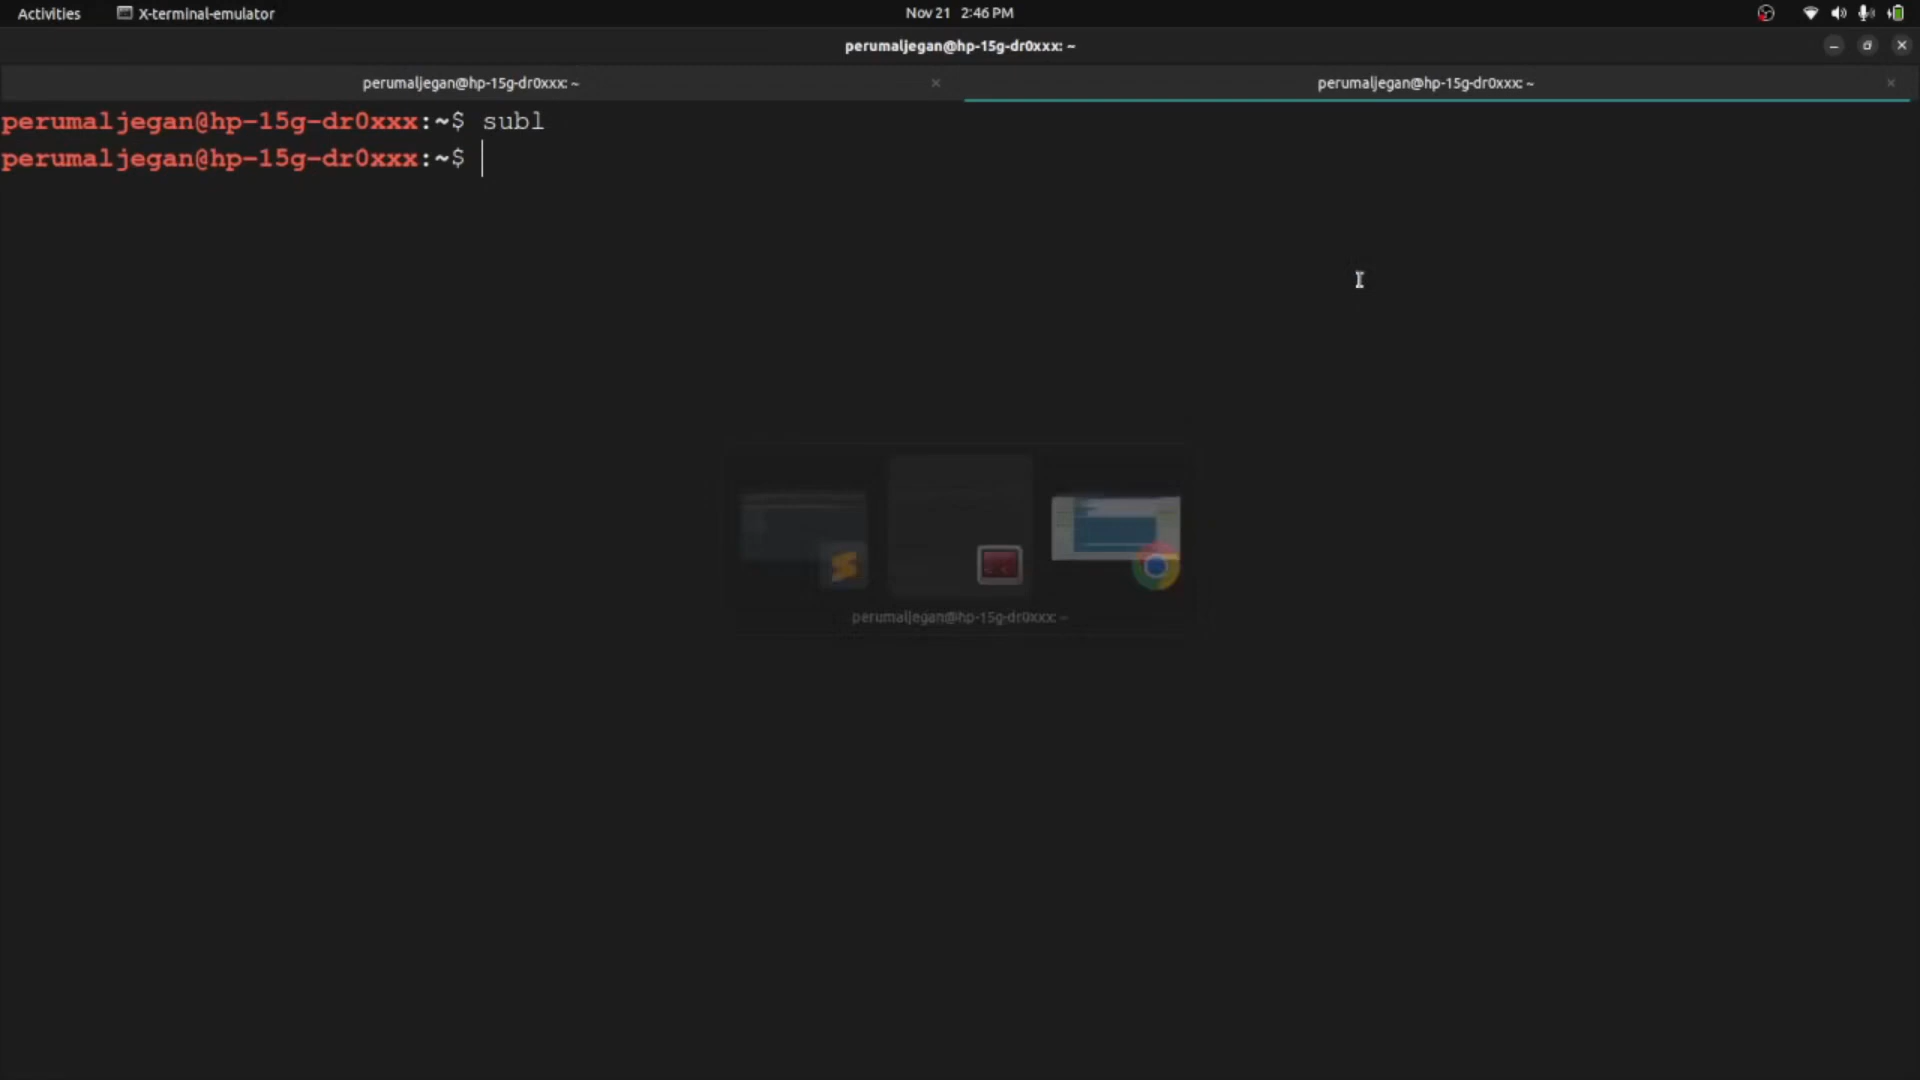 Activities X-terminal-emulator Nov 21 2:46 PM
perumaljegan@hp-15g-dr0xxx: ~
perumaljegan@hp-15g-dr0xxx: ~ perumaljegan@hp-15g-dr0xxx: ~
perumaljegan@hp-15g-dr0xxx:~$ subl
perumaljegan@hp-15g-dr0xxx:~$
perumaljegan@hp-15g-dr0xxx: ~